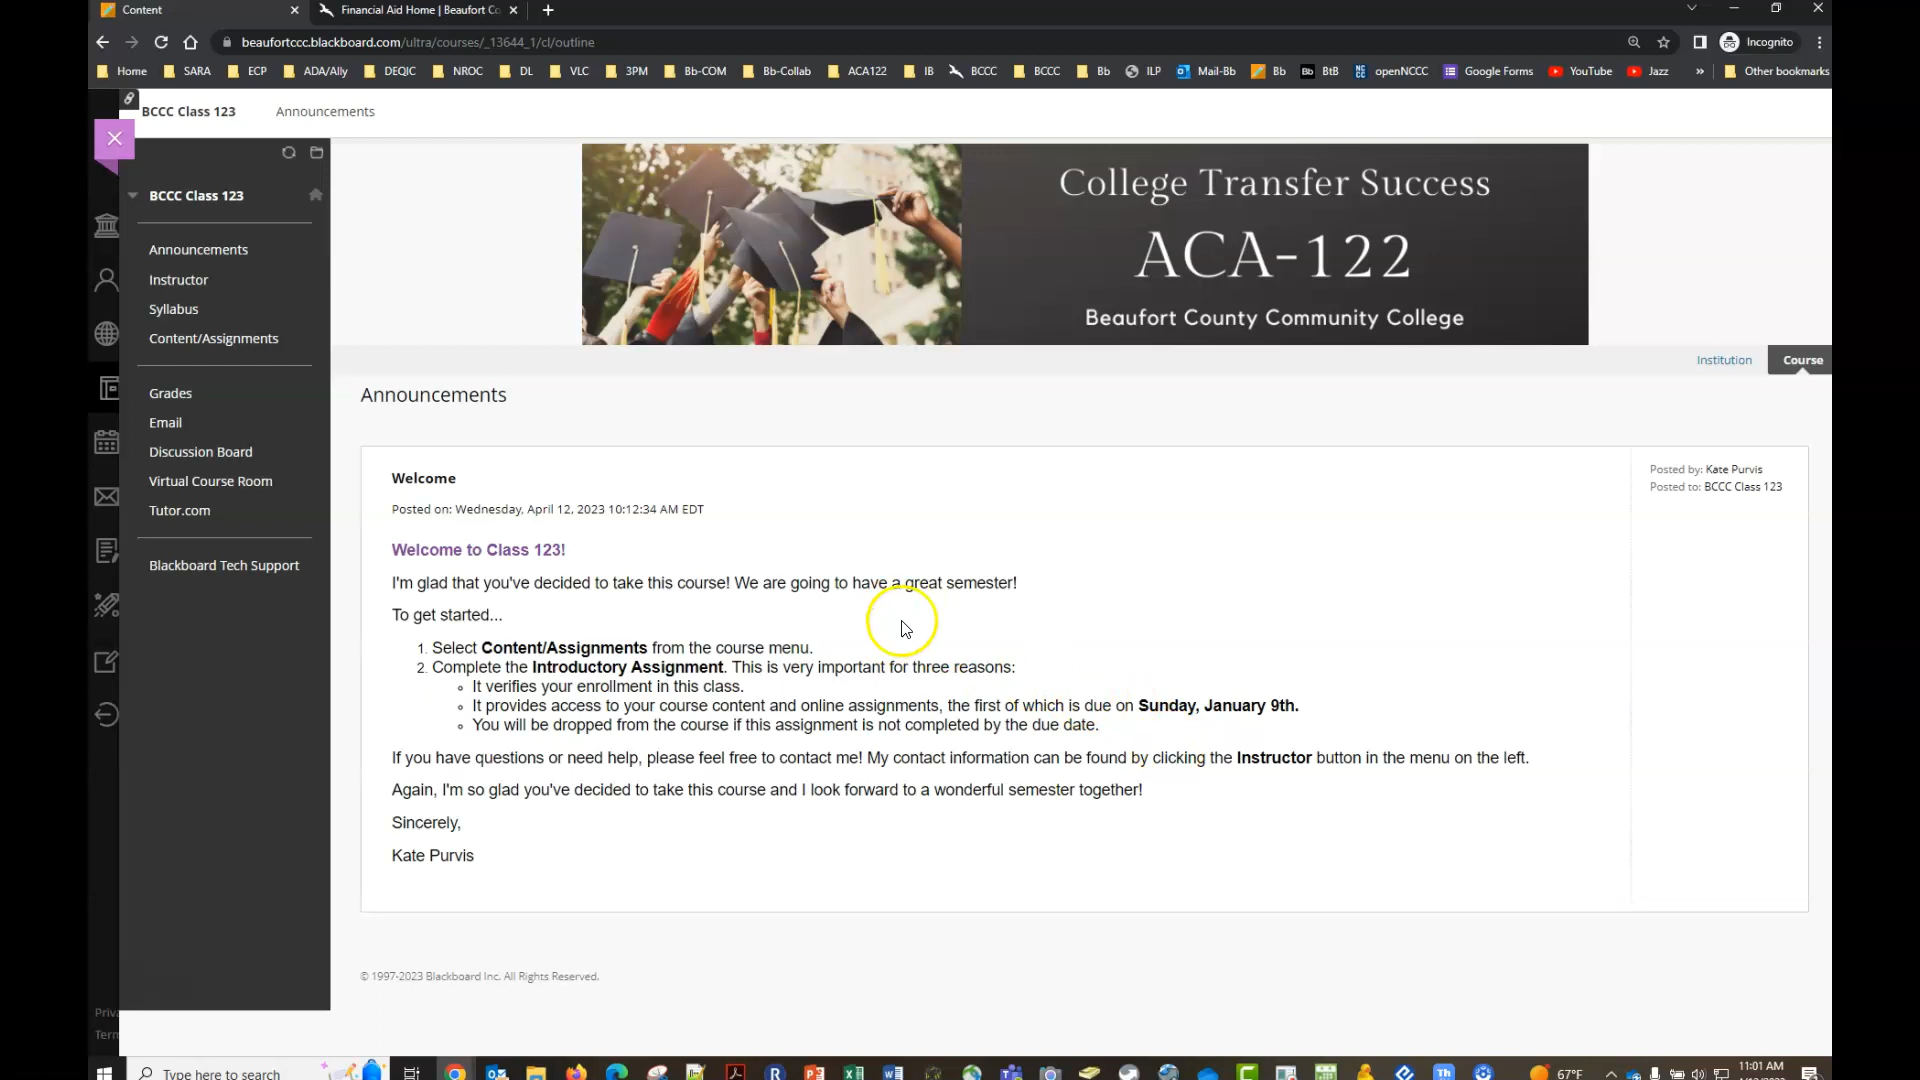 Content
Financial Aid Home | Beaufort Co
beaufortccc.blackboard.com/ultra/courses/_13644_1/cl/outline
Incognito
Home SARA ECP ADA/Ally DEQIC NROC DL VLC 3PM Bb-COM Bb-Collab ACA122 IB BCCC BCCC Bb ILP Mail-Bb Bb BtB openNCCC Google Forms YouTube Jazz » Other bookmarks
BCCC Class 123 Announcements
BCCC Class 123
Announcements
Instructor
Syllabus
Content/Assignments
Grades
Email
Discussion Board
Virtual Course Room
Tutor.com
Blackboard Tech Support
Priva
Term
College Transfer Success
ACA-122
Beaufort County Community College
Institution Course
Announcements
Welcome
Posted on: Wednesday, April 12, 2023 10:12:34 AM EDT
Posted by: Kate Purvis
Posted to: BCCC Class 123
Welcome to Class 123!
I'm glad that you've decided to take this course! We are going to have a great semester!
To get started...
1. Select Content/Assignments from the course menu.
2. Complete the Introductory Assignment. This is very important for three reasons:
It verifies your enrollment in this class.
It provides access to your course content and online assignments, the first of which is due on Sunday, January 9th.
You will be dropped from the course if this assignment is not completed by the due date.
If you have questions or need help, please feel free to contact me! My contact information can be found by clicking the Instructor button in the menu on the left.
Again, I'm so glad you've decided to take this course and I look forward to a wonderful semester together!
Sincerely,
Kate Purvis
© 1997-2023 Blackboard Inc. All Rights Reserved.
Type here to search
67°F
11:01 AM